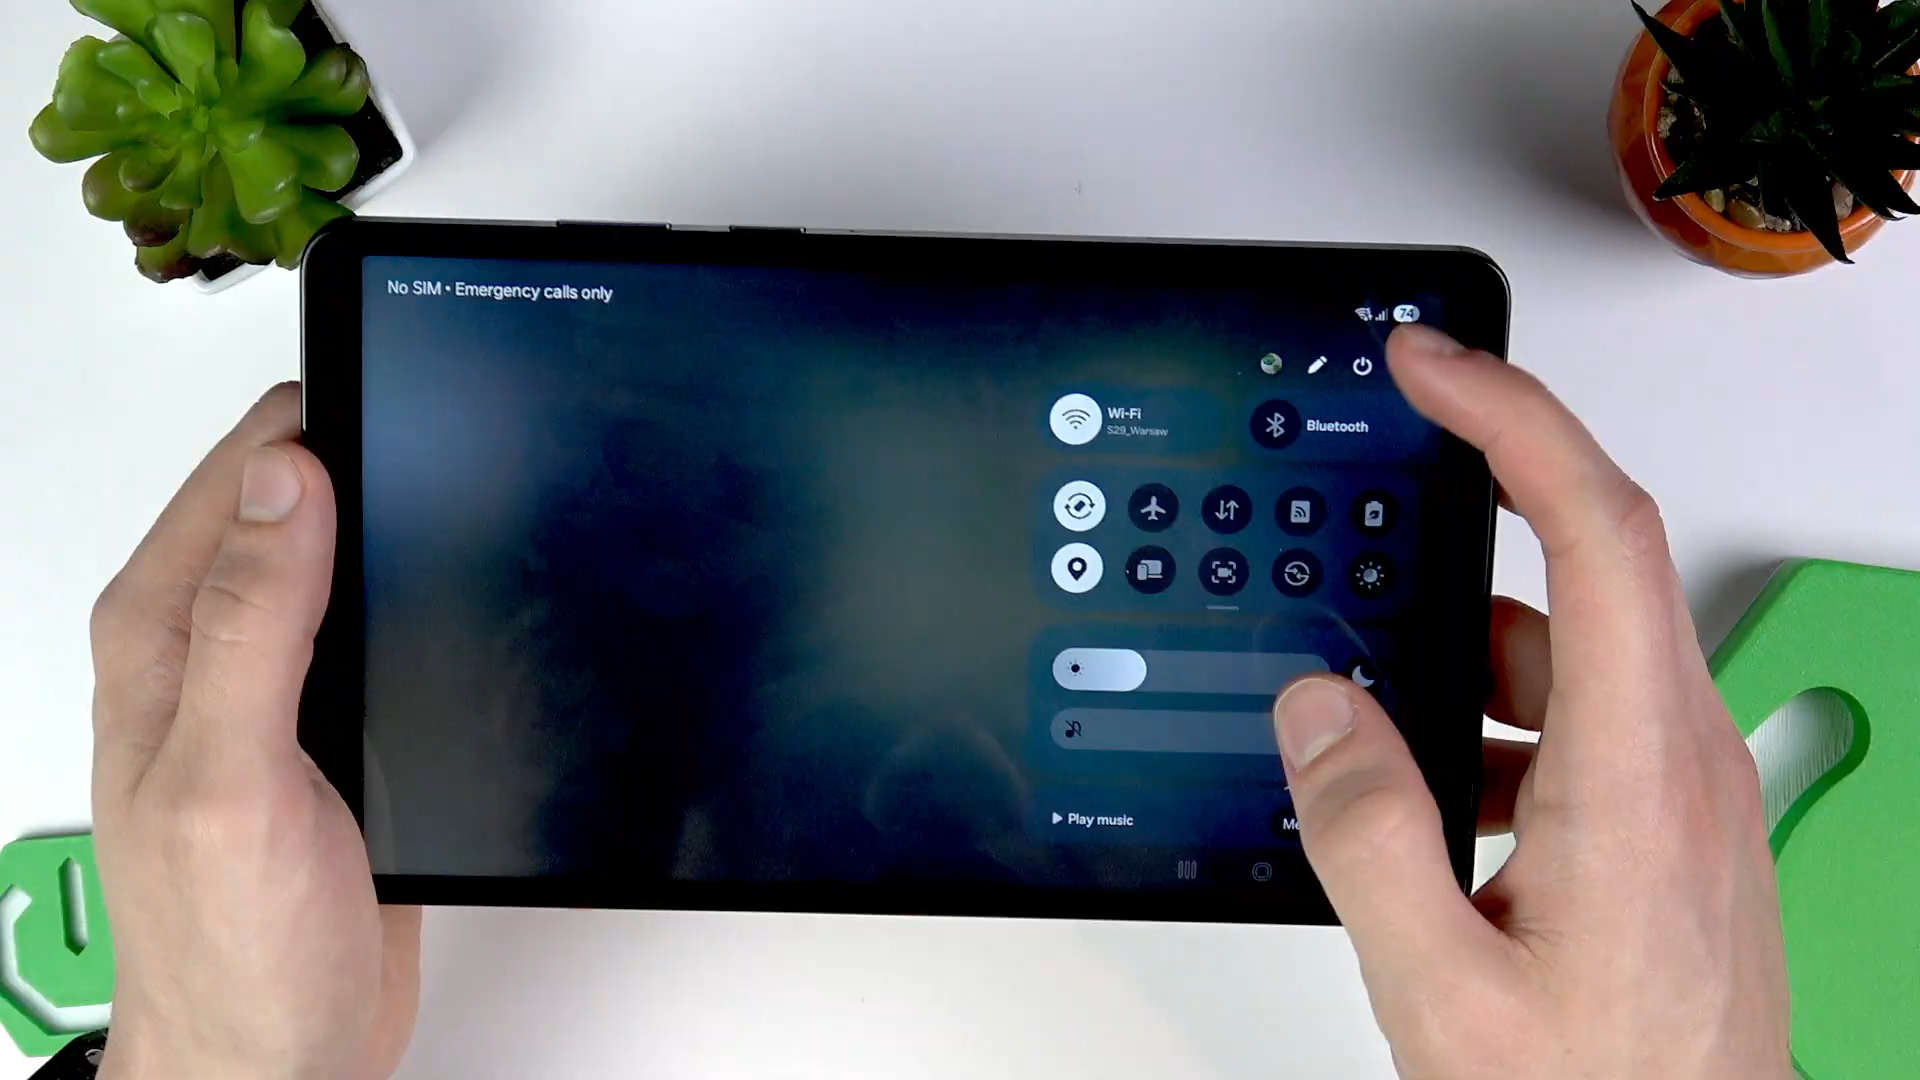 No SIM • Emergency calls only
74
Wi-Fi
S29_Warsaw
Bluetooth
Play music